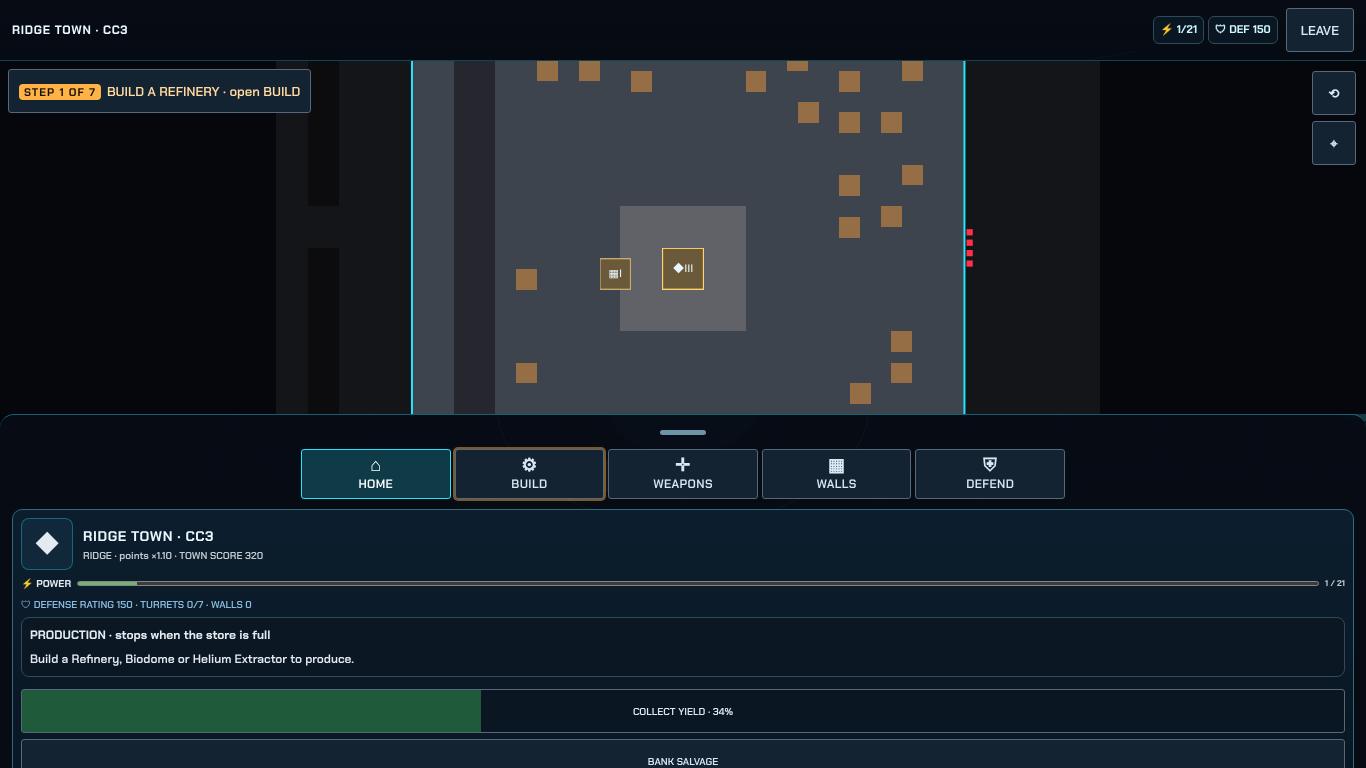 RIDGE TOWN · CC3
⚡ 1/21
🛡 DEF 150
LEAVE
STEP 1 OF 7 BUILD A REFINERY · open BUILD
HOME
BUILD
WEAPONS
WALLS
DEFEND
RIDGE TOWN · CC3
RIDGE · points ×1.10 · TOWN SCORE 320
⚡ POWER
1 / 21
🛡 DEFENSE RATING 150 · TURRETS 0/7 · WALLS 0
PRODUCTION · stops when the store is full
Build a Refinery, Biodome or Helium Extractor to produce.
COLLECT YIELD · 34%
BANK SALVAGE